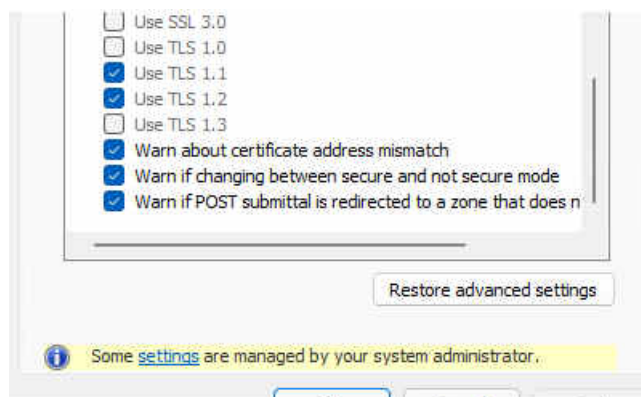 Use SSL 3.0
Use TLS 1.0
Use TLS 1.1
Use TLS 1.2
Use TLS 1.3
Warn about certificate address mismatch
Warn if changing between secure and not secure mode
Warn if POST submittal is redirected to a zone that does n
Restore advanced settings
Some settings are managed by your system administrator.